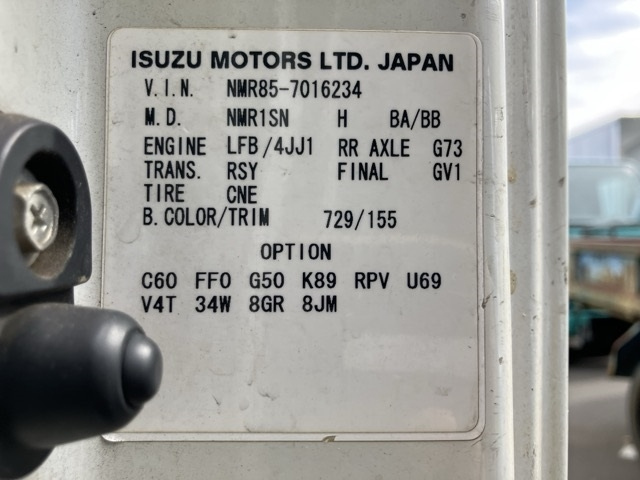 ISUZU MOTORS LTD. JAPAN
V.I.N. NMR85-7016234
M.D. NMR1SN H BA/BB
ENGINE LFB/4JJ1 RR AXLE G73
TRANS. RSY FINAL GV1
TIRE CNE
B.COLOR/TRIM 729/155
OPTION
C60 FF0 G50 K89 RPV U69
V4T 34W 8GR 8JM